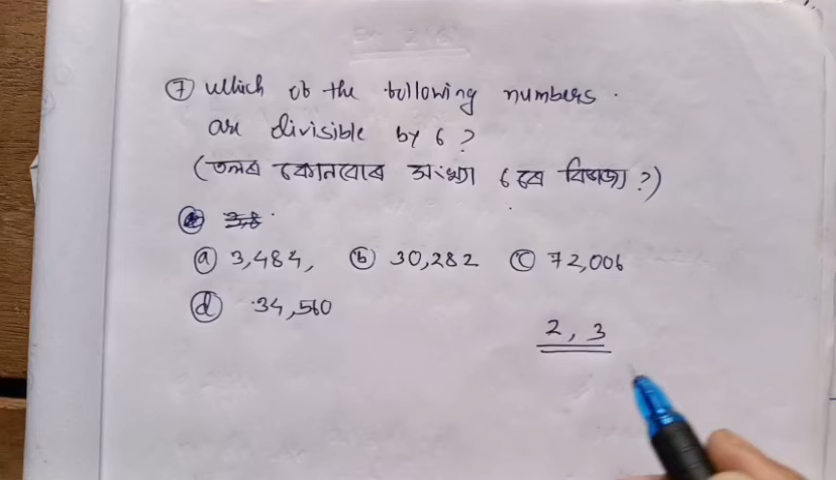 ⑦ Which of the following numbers.
are divisible by 6?
(তলৰ কোনবোৰ সংখ্যা 6 ৰে বিভাজ্য?)
ⓐ 3,484, ⓑ 30,282 ⓒ 72,006
ⓓ 34,560
2, 3